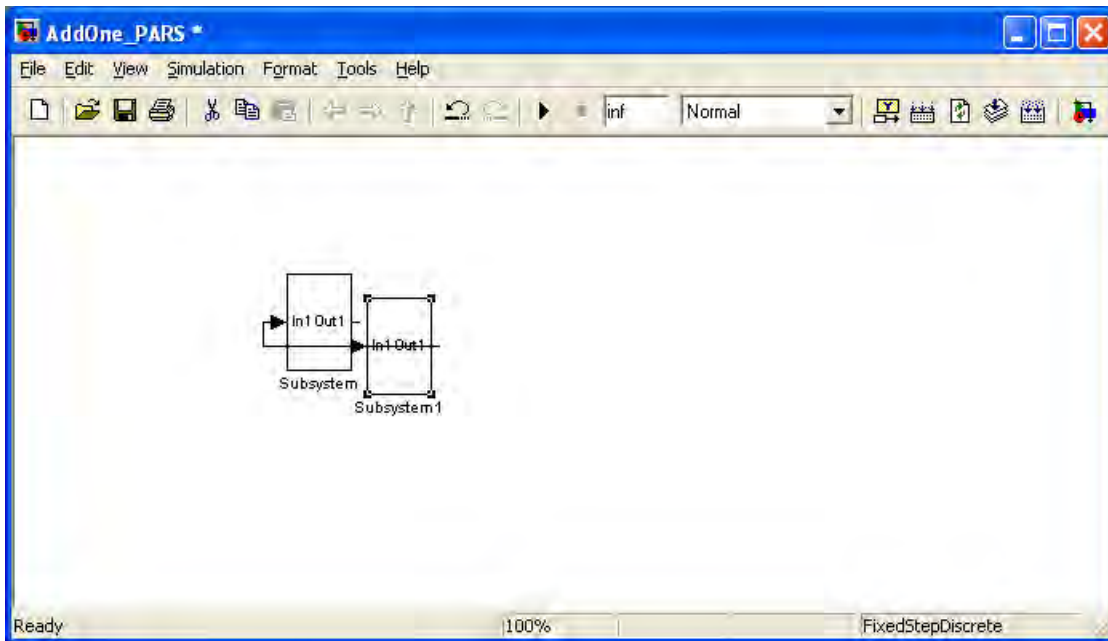 AddOne_PARS *
File Edit View Simulation Format Tools Help
inf Normal
In1 Out1
In1 Out1
Subsystem
Subsystem1
Ready 100% FixedStepDiscrete